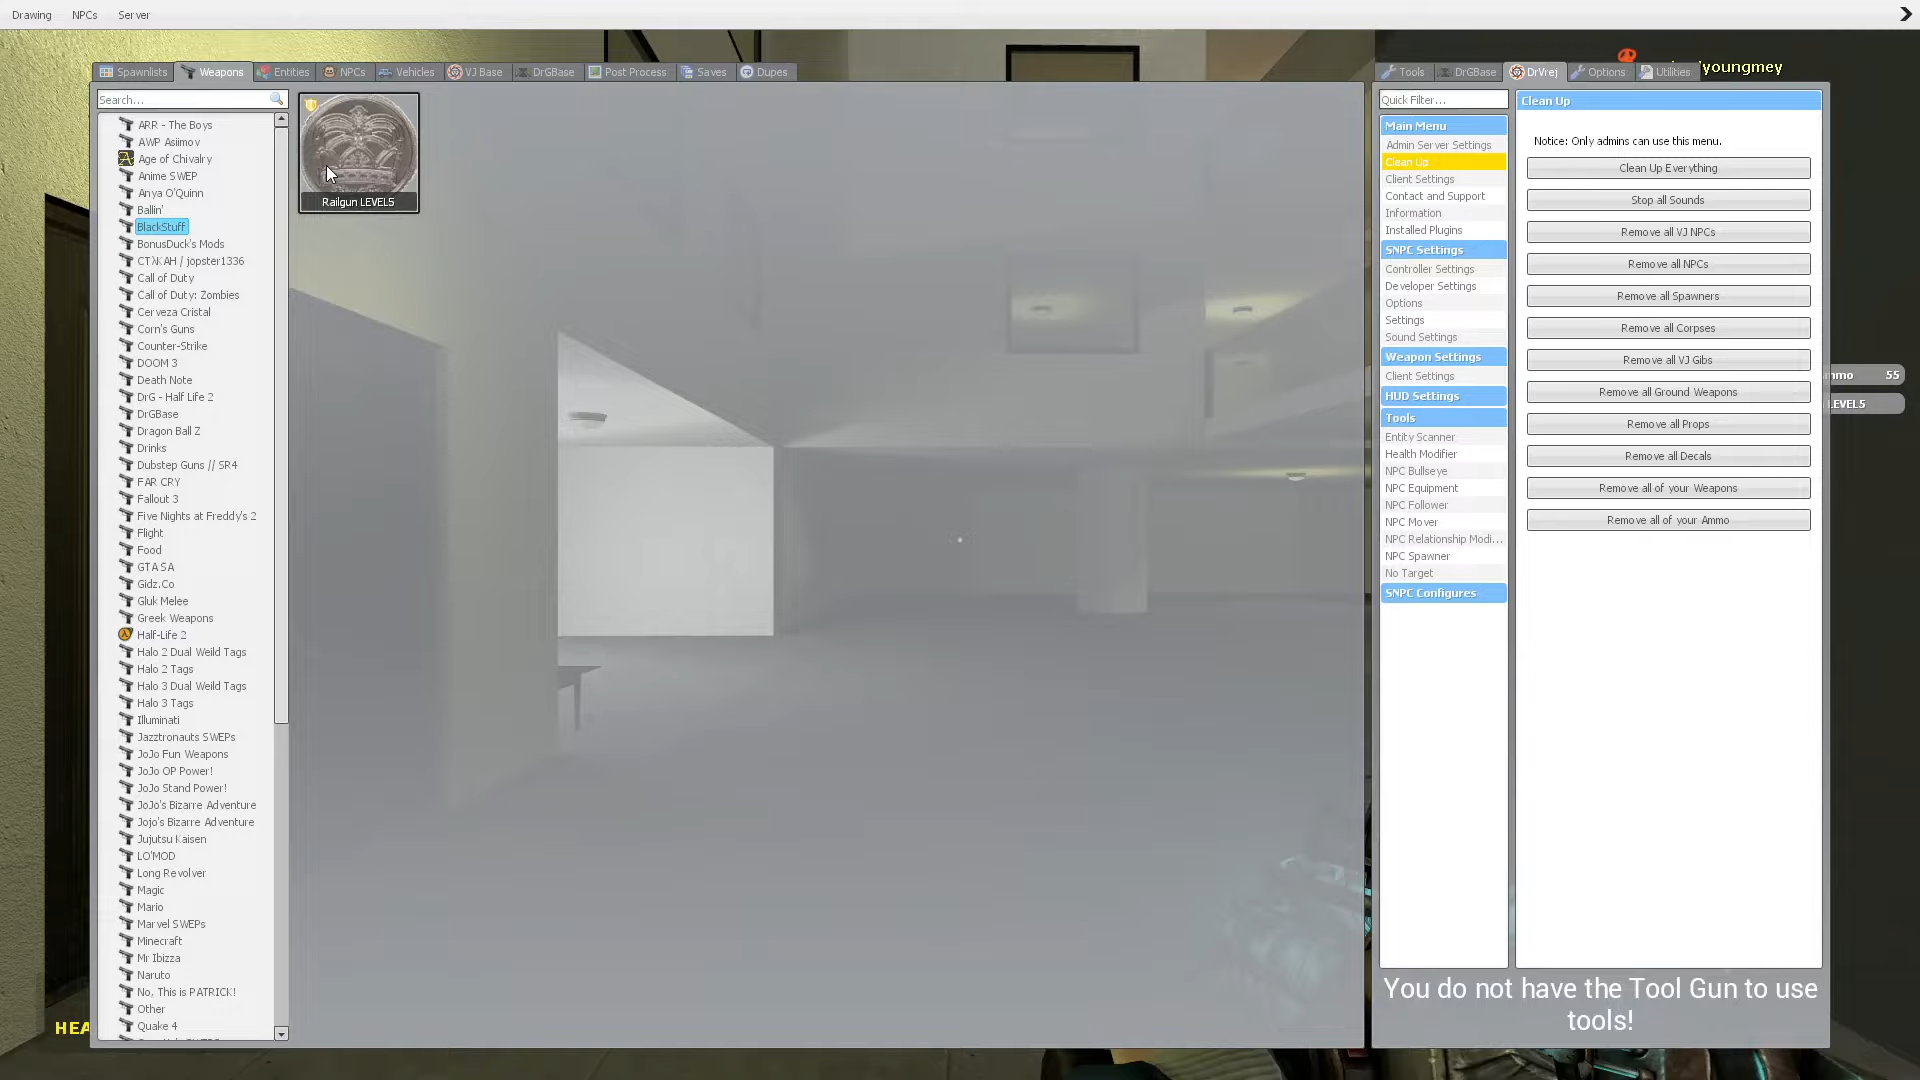 Drawing NPCs Server
Spawnlists Weapons Entities NPCs Vehicles VJ Base DrGBase Post Process Saves Dupes
Search...
ARR - The Boys
AWP Asiimov
Age of Chivalry
Anime SWEP
Anya O'Quinn
Ballin'
BlackStuff
BonusDuck's Mods
CTλKAH / jopster1336
Call of Duty
Call of Duty: Zombies
Cerveza Cristal
Corn's Guns
Counter-Strike
DOOM 3
Death Note
DrG - Half Life 2
DrGBase
Dragon Ball Z
Drinks
Dubstep Guns // SR4
FAR CRY
Fallout 3
Five Nights at Freddy's 2
Flight
Food
GTA SA
Gidz.Co
Gluk Melee
Greek Weapons
Half-Life 2
Halo 2 Dual Weild Tags
Halo 2 Tags
Halo 3 Dual Weild Tags
Halo 3 Tags
Illuminati
Jazztronauts SWEPs
JoJo Fun Weapons
JoJo OP Power!
JoJo Stand Power!
JoJo's Bizarre Adventure
Jojo's Bizarre Adventure
Jujutsu Kaisen
LO'MOD
Long Revolver
Magic
Mario
Marvel SWEPs
Minecraft
Mr Ibizza
Naruto
No, This is PATRICK!
Other
Quake 4
Railgun LEVEL5
HEA
Tools DrGBase DrVrej Options Utilities
youngmey
Quick Filter...
Main Menu
Admin Server Settings
Clean Up
Client Settings
Contact and Support
Information
Installed Plugins
SNPC Settings
Controller Settings
Developer Settings
Options
Settings
Sound Settings
Weapon Settings
Client Settings
HUD Settings
Tools
Entity Scanner
Health Modifier
NPC Bullseye
NPC Equipment
NPC Follower
NPC Mover
NPC Relationship Modi...
NPC Spawner
No Target
SNPC Configures
Clean Up
Notice: Only admins can use this menu.
Clean Up Everything
Stop all Sounds
Remove all VJ NPCs
Remove all NPCs
Remove all Spawners
Remove all Corpses
Remove all VJ Gibs
Remove all Ground Weapons
Remove all Props
Remove all Decals
Remove all of your Weapons
Remove all of your Ammo
mmo 55
LEVEL5
You do not have the Tool Gun to use
tools!